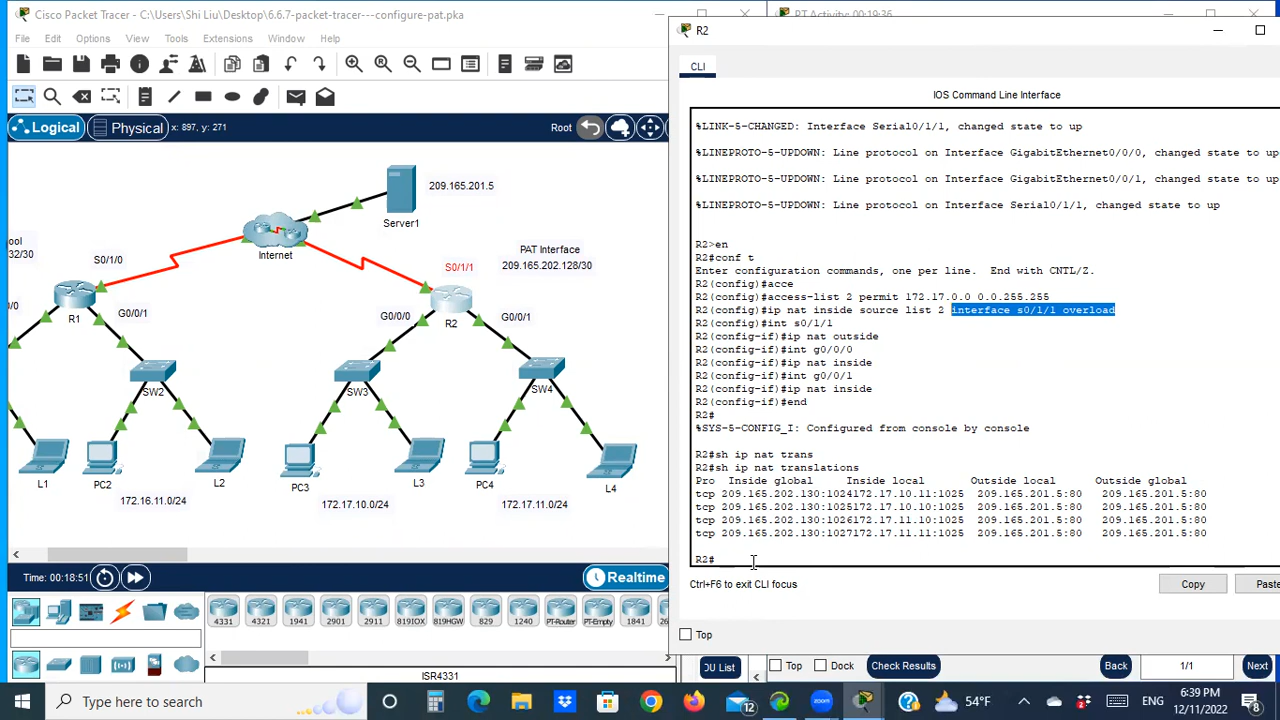 Cisco Packet Tracer - C:\Users\Shi Liu\Desktop\6.6.7-packet-tracer---configure-pat.pka
File Edit Options View Tools Extensions Window Help
Logical Physical x: 897, y: 271 Root
209.165.201.5
Server1
Internet
ool
32/30
S0/1/0
PAT Interface
209.165.202.128/30
S0/1/1
0/0
R1
G0/0/1
G0/0/0
R2
G0/0/1
SW2
SW3
SW4
L1
PC2
L2
PC3
L3
PC4
L4
172.16.11.0/24
172.17.10.0/24
172.17.11.0/24
Time: 00:18:51
Realtime
4331 4321 1941 2901 2911 819IOX 819HGW 829 1240 PT-Router PT-Empty 1841
ISR4331
PT Activity: 00:19:36
R2
CLI
IOS Command Line Interface
%LINK-5-CHANGED: Interface Serial0/1/1, changed state to up
%LINEPROTO-5-UPDOWN: Line protocol on Interface GigabitEthernet0/0/0, changed state to up
%LINEPROTO-5-UPDOWN: Line protocol on Interface GigabitEthernet0/0/1, changed state to up
%LINEPROTO-5-UPDOWN: Line protocol on Interface Serial0/1/1, changed state to up
R2>en
R2#conf t
Enter configuration commands, one per line. End with CNTL/Z.
R2(config)#acce
R2(config)#access-list 2 permit 172.17.0.0 0.0.255.255
R2(config)#ip nat inside source list 2 interface s0/1/1 overload
R2(config)#int s0/1/1
R2(config-if)#ip nat outside
R2(config-if)#int g0/0/0
R2(config-if)#ip nat inside
R2(config-if)#int g0/0/1
R2(config-if)#ip nat inside
R2(config-if)#end
R2#
%SYS-5-CONFIG_I: Configured from console by console
R2#sh ip nat trans
R2#sh ip nat translations
Pro Inside global Inside local Outside local Outside global
tcp 209.165.202.130:1024172.17.10.11:1025 209.165.201.5:80 209.165.201.5:80
tcp 209.165.202.130:1025172.17.10.10:1025 209.165.201.5:80 209.165.201.5:80
tcp 209.165.202.130:1026172.17.11.10:1025 209.165.201.5:80 209.165.201.5:80
tcp 209.165.202.130:1027172.17.11.11:1025 209.165.201.5:80 209.165.201.5:80
R2#
Ctrl+F6 to exit CLI focus
Copy
Paste
Top
DU List Top Dock Check Results Back 1/1 Next
Type here to search
12
54°F
ENG
6:39 PM
12/11/2022
8